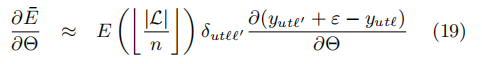 ∂Ē/∂Θ ≈ E(⌊|ℒ|/n⌋) δ_{utℓℓ′} ∂(y_{utℓ′} + ε − y_{utℓ})/∂Θ (19)